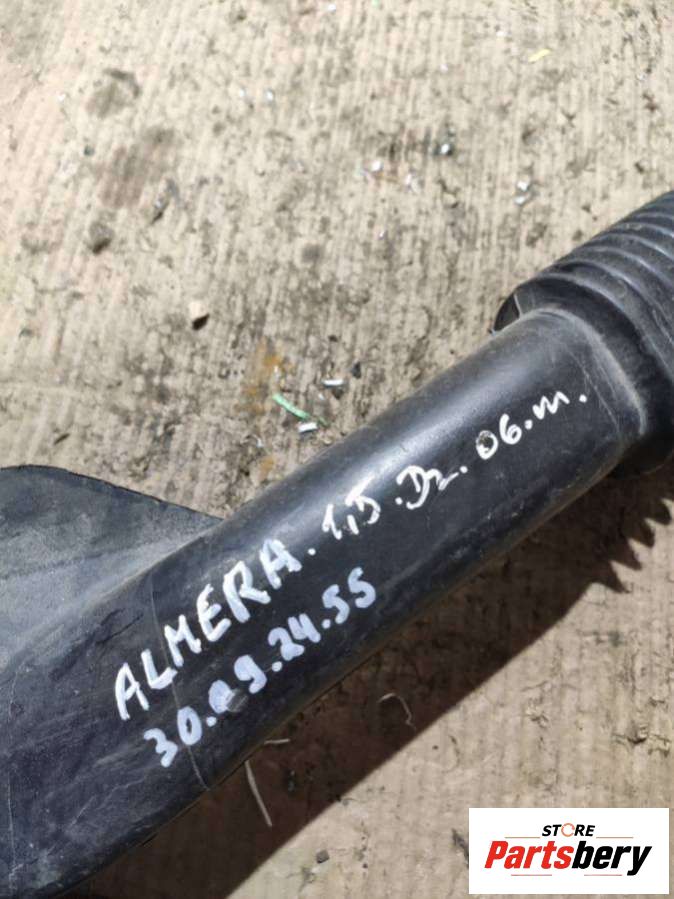 ALMERA. 1,5. Dz. 06.m.
30.09.24.55
STORE
Partsbery